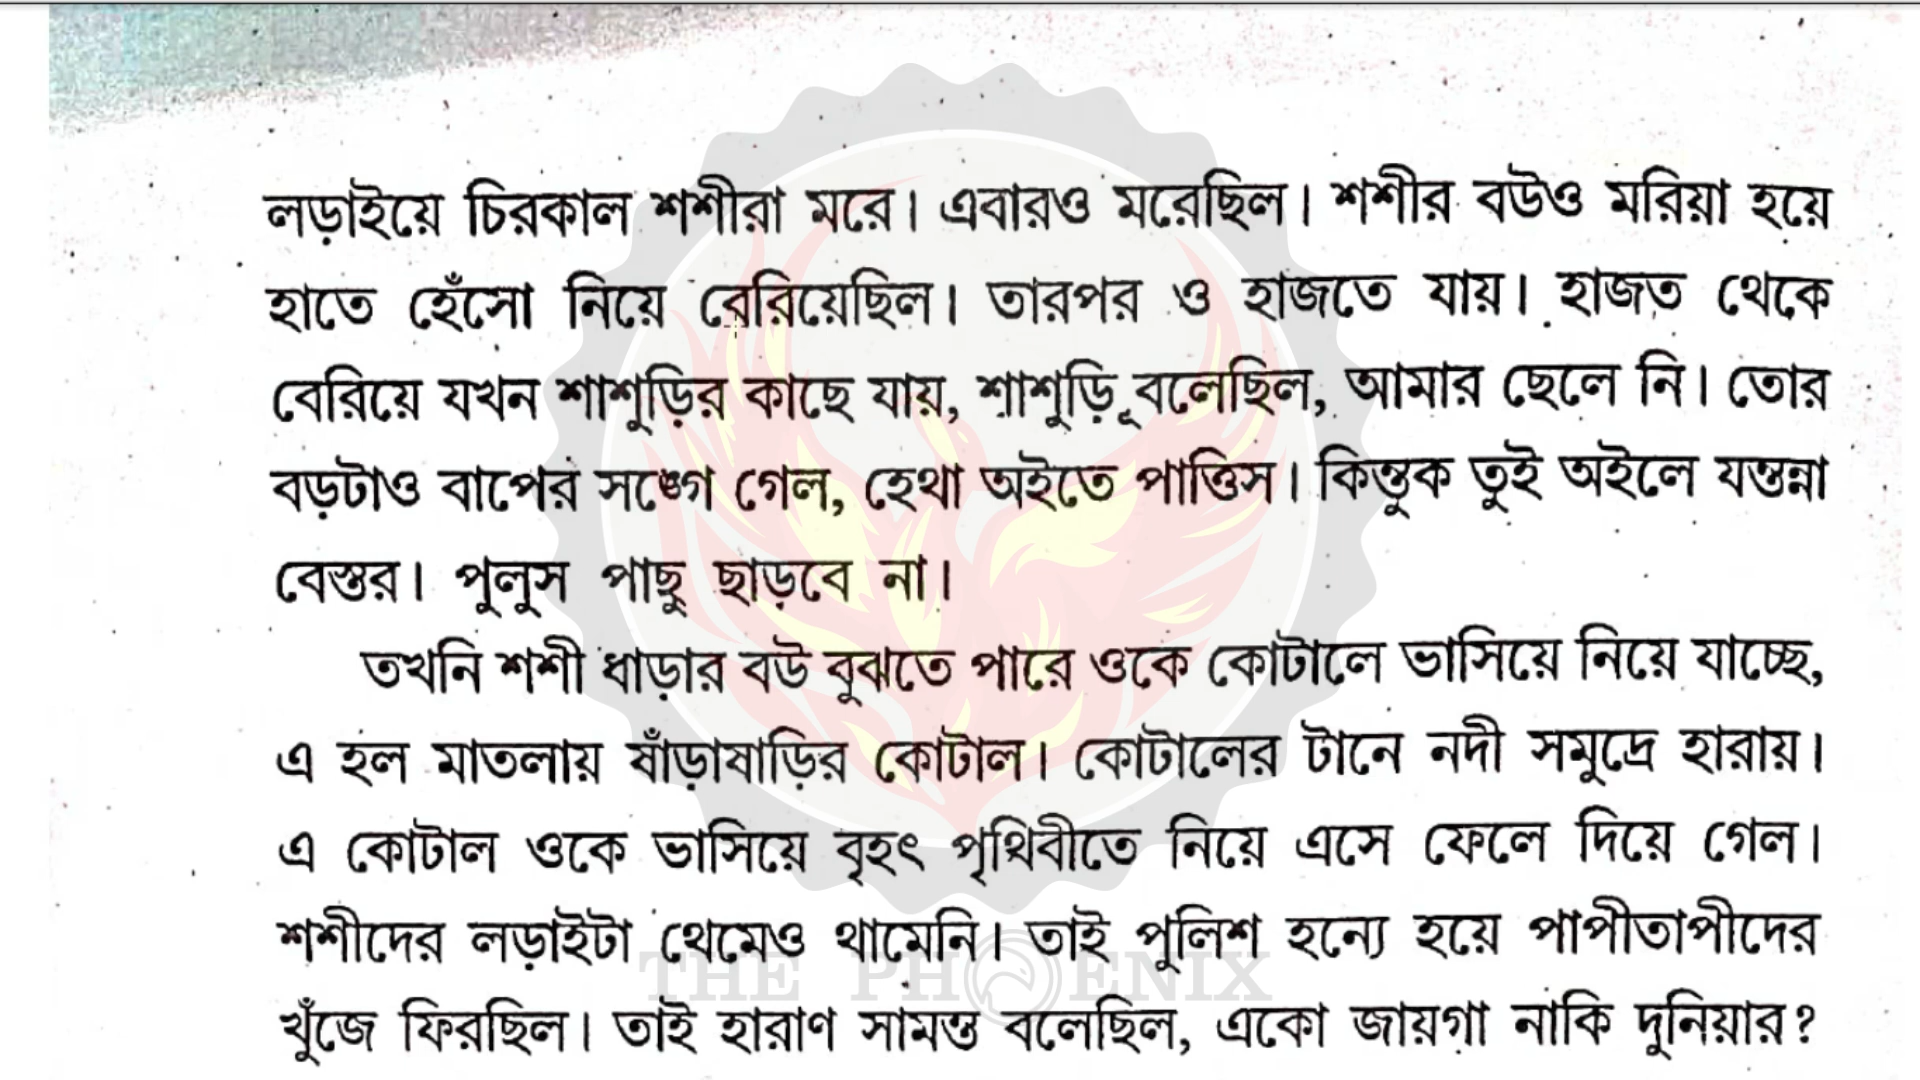 লড়াইয়ে চিরকাল শশীরা মরে। এবারও মরেছিল। শশীর বউও মরিয়া হয়ে
হাতে হেঁসো নিয়ে বেরিয়েছিল। তারপর ও হাজতে যায়। হাজত থেকে
বেরিয়ে যখন শাশুড়ির কাছে যায়, শাশুড়ি বলেছিল, আমার ছেলে নি। তোর
বড়টাও বাপের সঙ্গে গেল, হেথা অইতে পাত্তিস। কিন্তুক তুই অইলে যন্তন্না
বেস্তর। পুলুস পাছু ছাড়বে না।
তখনি শশী ধাড়ার বউ বুঝতে পারে ওকে কোটালে ভাসিয়ে নিয়ে যাচ্ছে,
এ হল মাতলায় ষাঁড়াষাড়ির কোটাল। কোটালের টানে নদী সমুদ্রে হারায়।
এ কোটাল ওকে ভাসিয়ে বৃহৎ পৃথিবীতে নিয়ে এসে ফেলে দিয়ে গেল।
শশীদের লড়াইটা থেমেও থামেনি। তাই পুলিশ হন্যে হয়ে পাপীতাপীদের
THE PHOENIX
খুঁজে ফিরছিল। তাই হারাণ সামন্ত বলেছিল, একো জায়গা নাকি দুনিয়ার?